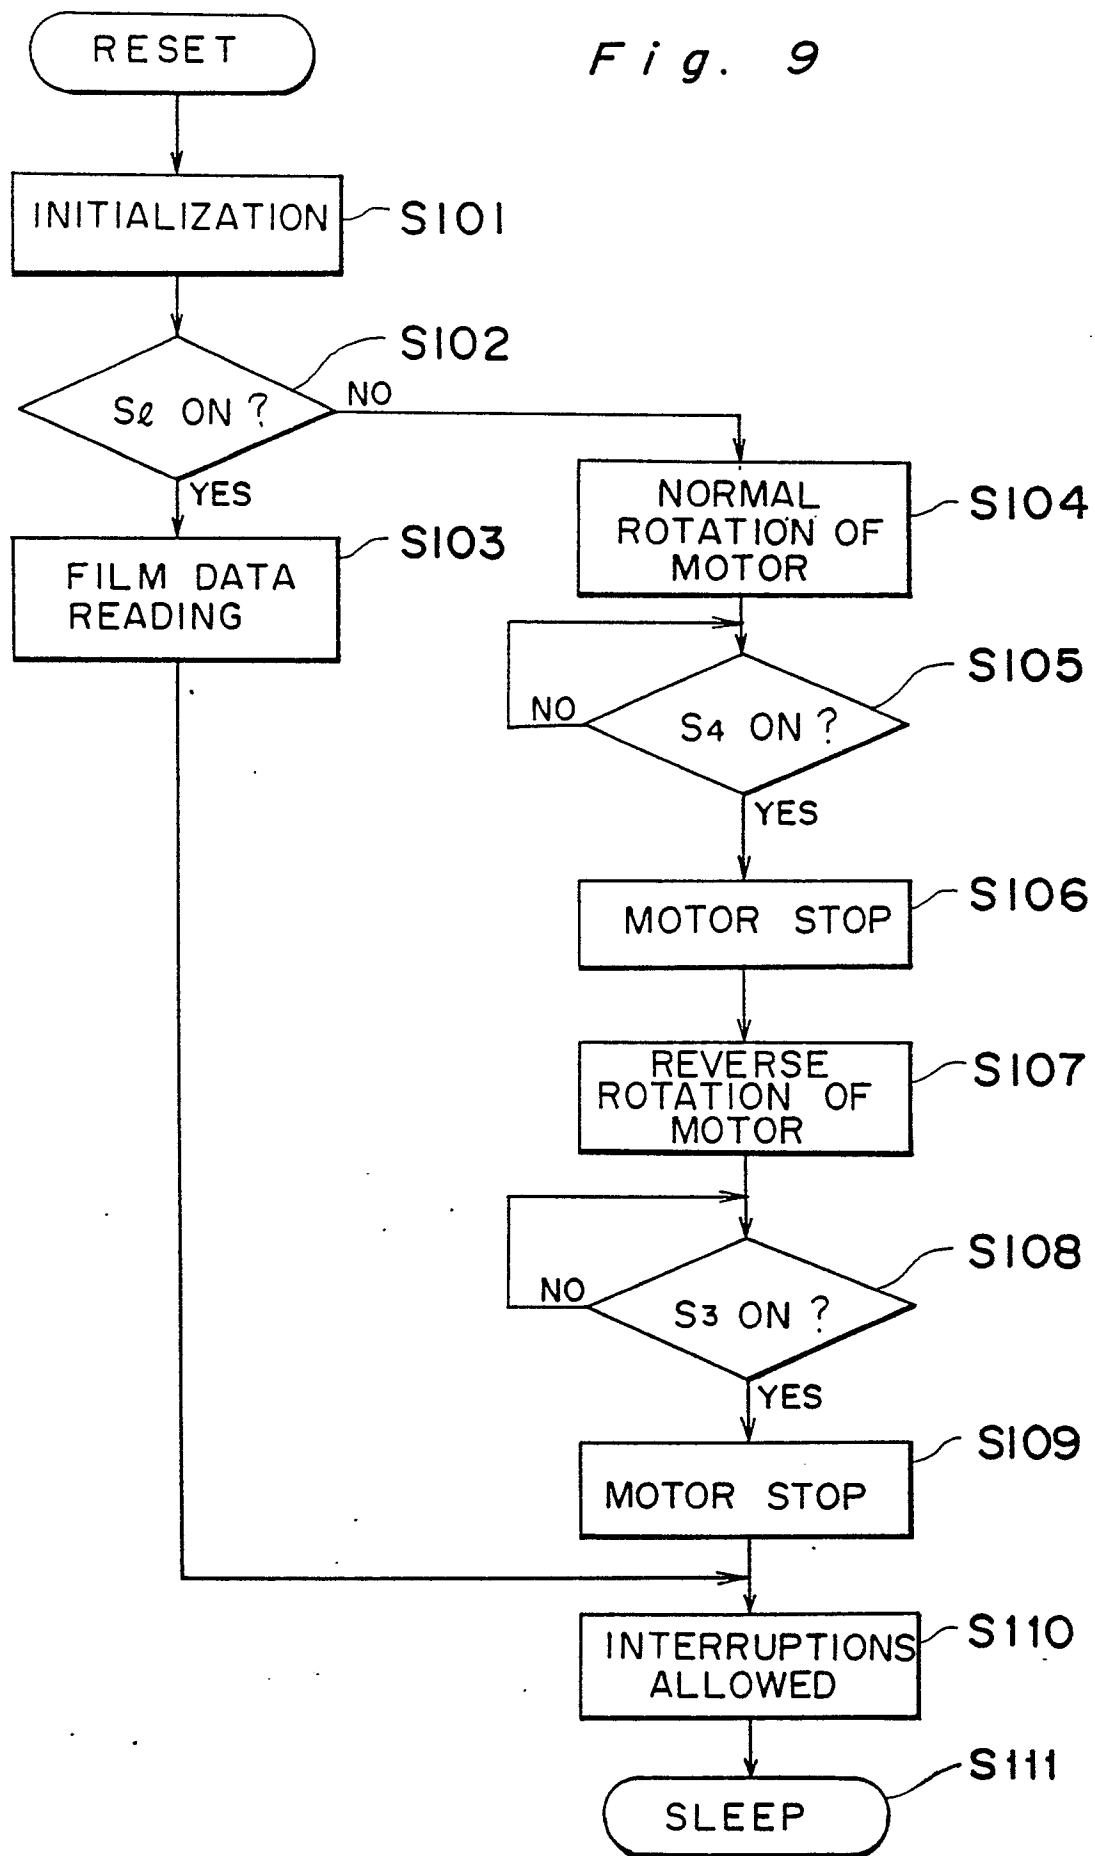 RESET
Fig. 9
INITIALIZATION
S101
S102
Sℓ ON ?
NO
YES
S103
FILM DATA
READING
NORMAL
ROTATION OF
MOTOR
S104
S105
S4 ON ?
NO
YES
S106
MOTOR STOP
REVERSE
ROTATION OF
MOTOR
S107
S108
S3 ON ?
NO
YES
S109
MOTOR STOP
INTERRUPTIONS
ALLOWED
S110
S111
SLEEP